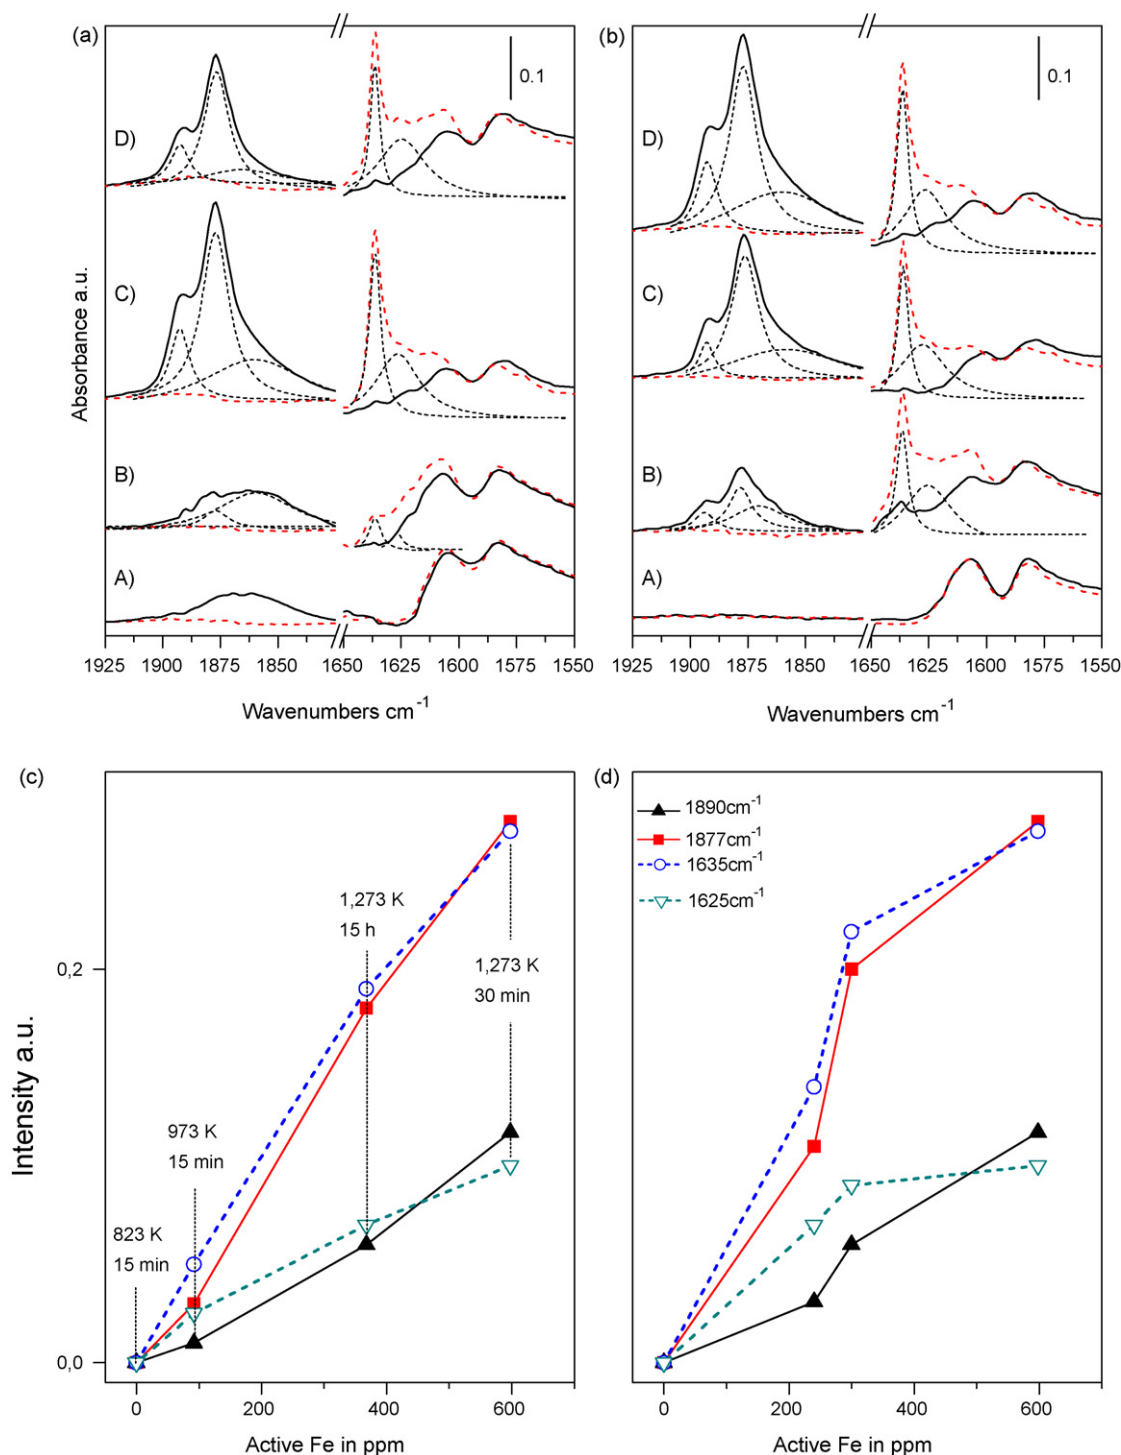 (a)
0.1
D)
C)
B)
A)
Absorbance a.u.
1925 1900 1875 1850 1650 1625 1600 1575 1550
Wavenumbers cm⁻¹
(b)
0.1
D)
C)
B)
A)
1925 1900 1875 1850 1650 1625 1600 1575 1550
Wavenumbers cm⁻¹
(c)
1,273 K
15 h
1,273 K
30 min
973 K
15 min
823 K
15 min
0,2
0,0
Intensity a.u.
0 200 400 600
Active Fe in ppm
(d)
1890cm⁻¹
1877cm⁻¹
1635cm⁻¹
1625cm⁻¹
0 200 400 600
Active Fe in ppm